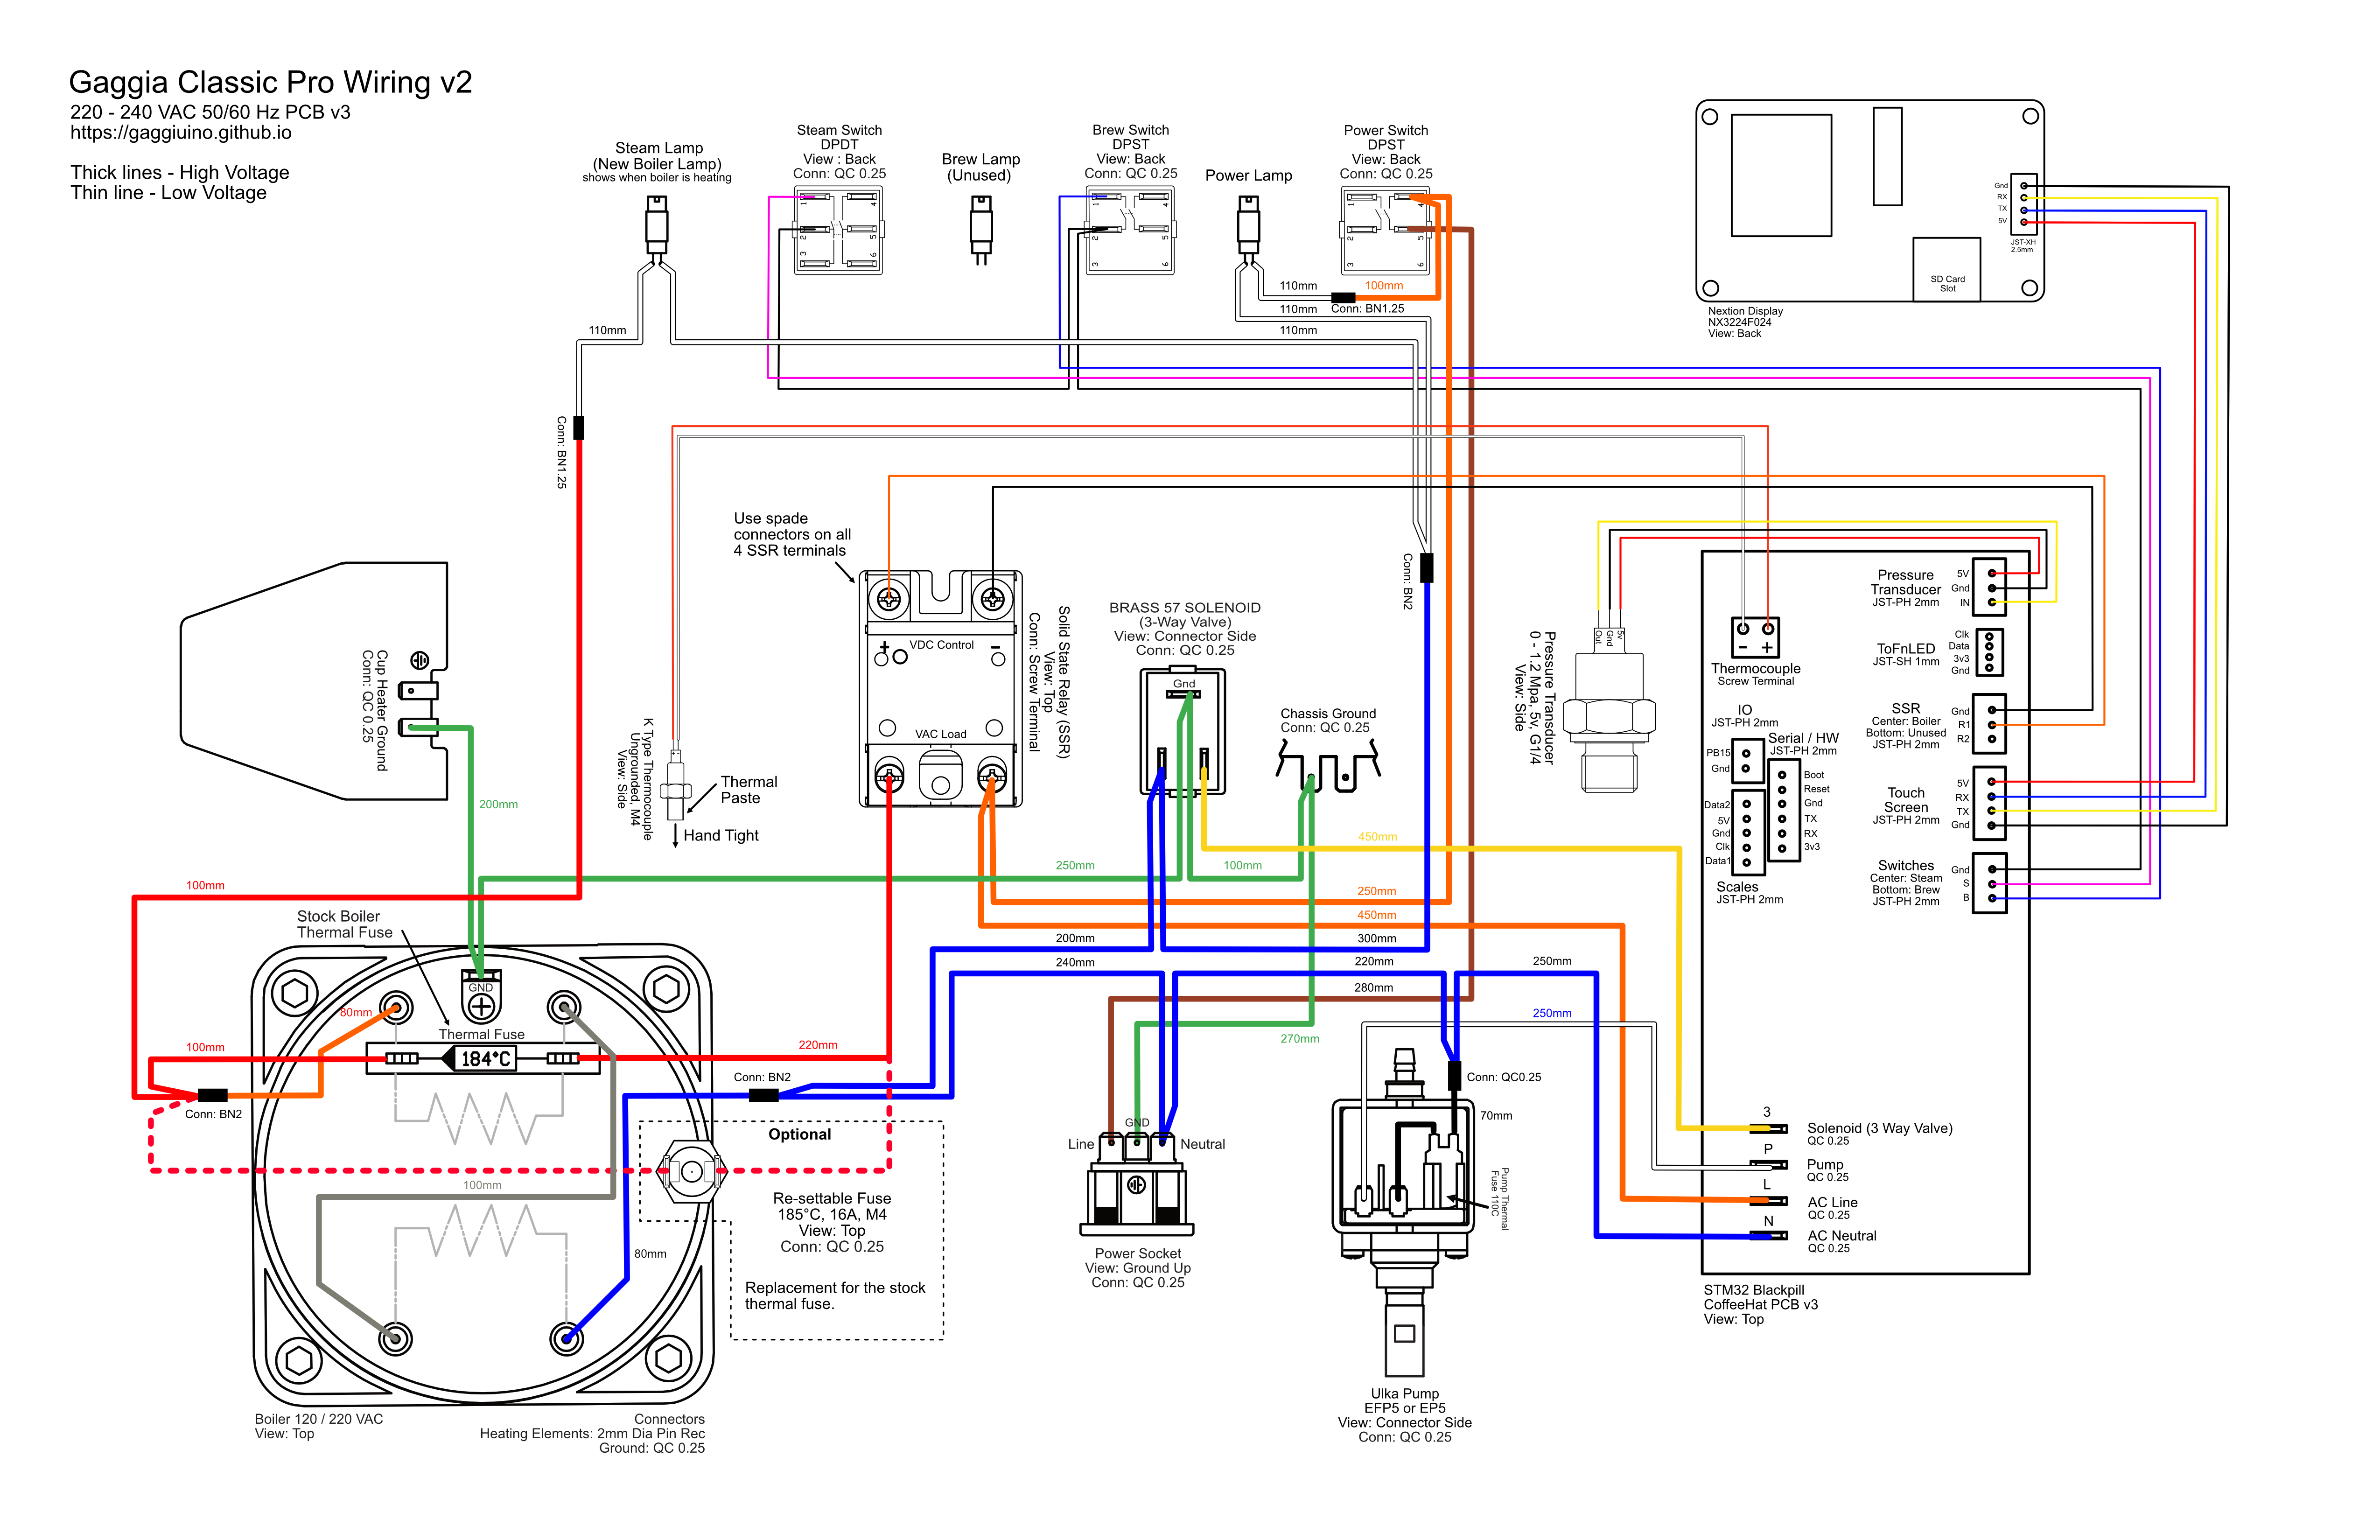 Gaggia Classic Pro Wiring v2
220 - 240 VAC 50/60 Hz PCB v3
https://gaggiuino.github.io
Thick lines - High Voltage
Thin line - Low Voltage
Steam Lamp
(New Boiler Lamp)
shows when boiler is heating
Steam Switch
DPDT
View : Back
Conn: QC 0.25
1
2
3
4
5
6
Brew Lamp
(Unused)
Brew Switch
DPST
View: Back
Conn: QC 0.25
1
2
3
4
5
6
Power Lamp
Power Switch
DPST
View: Back
Conn: QC 0.25
1
2
3
4
5
6
110mm
100mm
110mm
Conn: BN1.25
110mm
110mm
Gnd
RX
TX
5V
JST-XH
2.5mm
SD Card
Slot
Nextion Display
NX3224F024
View: Back
Conn: BN1.25
Use spade
connectors on all
4 SSR terminals
+
VDC Control
-
VAC Load
Solid State Relay (SSR)
View: Top
Conn: Screw Terminal
BRASS 57 SOLENOID
(3-Way Valve)
View: Connector Side
Conn: QC 0.25
Gnd
Conn: BN2
Chassis Ground
Conn: QC 0.25
Out
Gnd
5v
Pressure Transducer
0 - 1.2 Mpa, 5v, G1/4
View: Side
Cup Heater Ground
Conn: QC 0.25
200mm
K Type Thermocouple
Ungrounded, M4
View: Side
Thermal
Paste
Hand Tight
Pressure
Transducer
JST-PH 2mm
5V
Gnd
IN
ToFnLED
JST-SH 1mm
Clk
Data
3v3
Gnd
- +
Thermocouple
Screw Terminal
IO
JST-PH 2mm
PB15
Gnd
Serial / HW
JST-PH 2mm
Boot
Reset
Gnd
TX
RX
3v3
Data2
5V
Gnd
Clk
Data1
Scales
JST-PH 2mm
SSR
Center: Boiler
Bottom: Unused
JST-PH 2mm
Gnd
R1
R2
Touch
Screen
JST-PH 2mm
5V
RX
TX
Gnd
Switches
Center: Steam
Bottom: Brew
JST-PH 2mm
Gnd
S
B
450mm
250mm
100mm
100mm
250mm
450mm
200mm
300mm
240mm
220mm
250mm
280mm
250mm
270mm
Stock Boiler
Thermal Fuse
GND
80mm
Thermal Fuse
184°C
100mm
220mm
Conn: BN2
Conn: BN2
100mm
80mm
Optional
Re-settable Fuse
185°C, 16A, M4
View: Top
Conn: QC 0.25
Replacement for the stock
thermal fuse.
Boiler 120 / 220 VAC
View: Top
Connectors
Heating Elements: 2mm Dia Pin Rec
Ground: QC 0.25
Line
GND
Neutral
Power Socket
View: Ground Up
Conn: QC 0.25
Conn: QC0.25
70mm
Pump Thermal
Fuse 110C
Ulka Pump
EFP5 or EP5
View: Connector Side
Conn: QC 0.25
3
Solenoid (3 Way Valve)
QC 0.25
P
Pump
QC 0.25
L
AC Line
QC 0.25
N
AC Neutral
QC 0.25
STM32 Blackpill
CoffeeHat PCB v3
View: Top